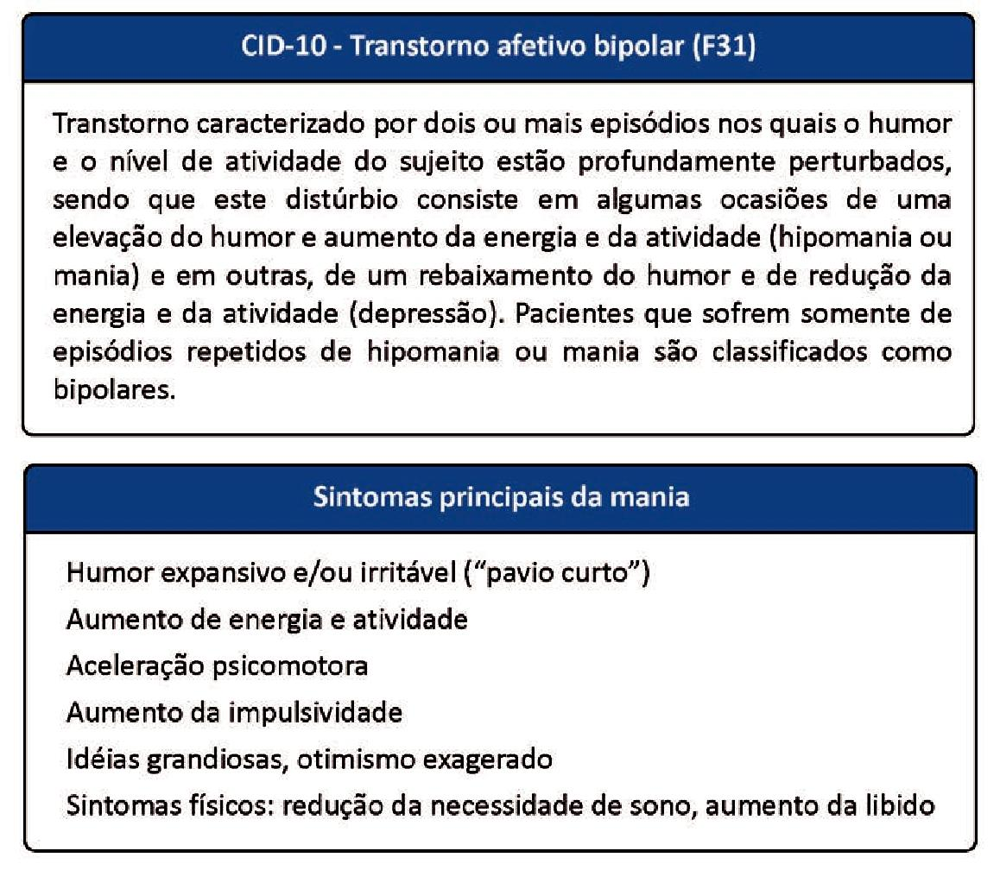 CID-10 - Transtorno afetivo bipolar (F31)
Transtorno caracterizado por dois ou mais episódios nos quais o humor
e o nível de atividade do sujeito estão profundamente perturbados,
sendo que este distúrbio consiste em algumas ocasiões de uma
elevação do humor e aumento da energia e da atividade (hipomania ou
mania) e em outras, de um rebaixamento do humor e de redução da
energia e da atividade (depressão). Pacientes que sofrem somente de
episódios repetidos de hipomania ou mania são classificados como
bipolares.
Sintomas principais da mania
Humor expansivo e/ou irritável (“pavio curto”)
Aumento de energia e atividade
Aceleração psicomotora
Aumento da impulsividade
Idéias grandiosas, otimismo exagerado
Sintomas físicos: redução da necessidade de sono, aumento da libido